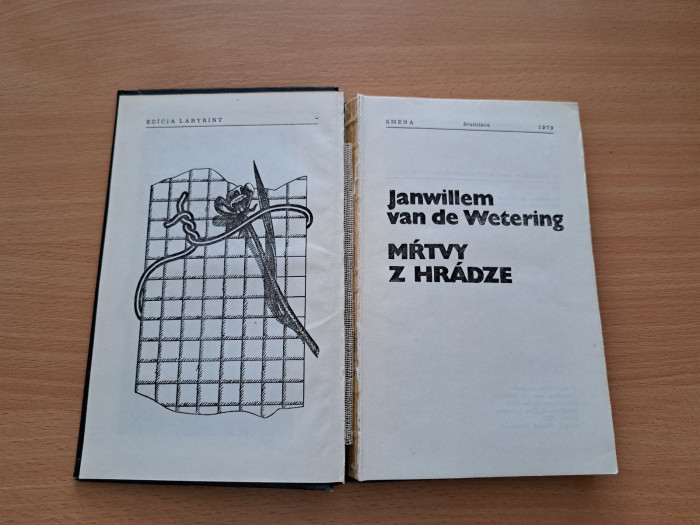 EDÍCIA LABYRINT
SMENA Bratislava 1979
Janwillem
van de Wetering
MŔTVY
Z HRÁDZE